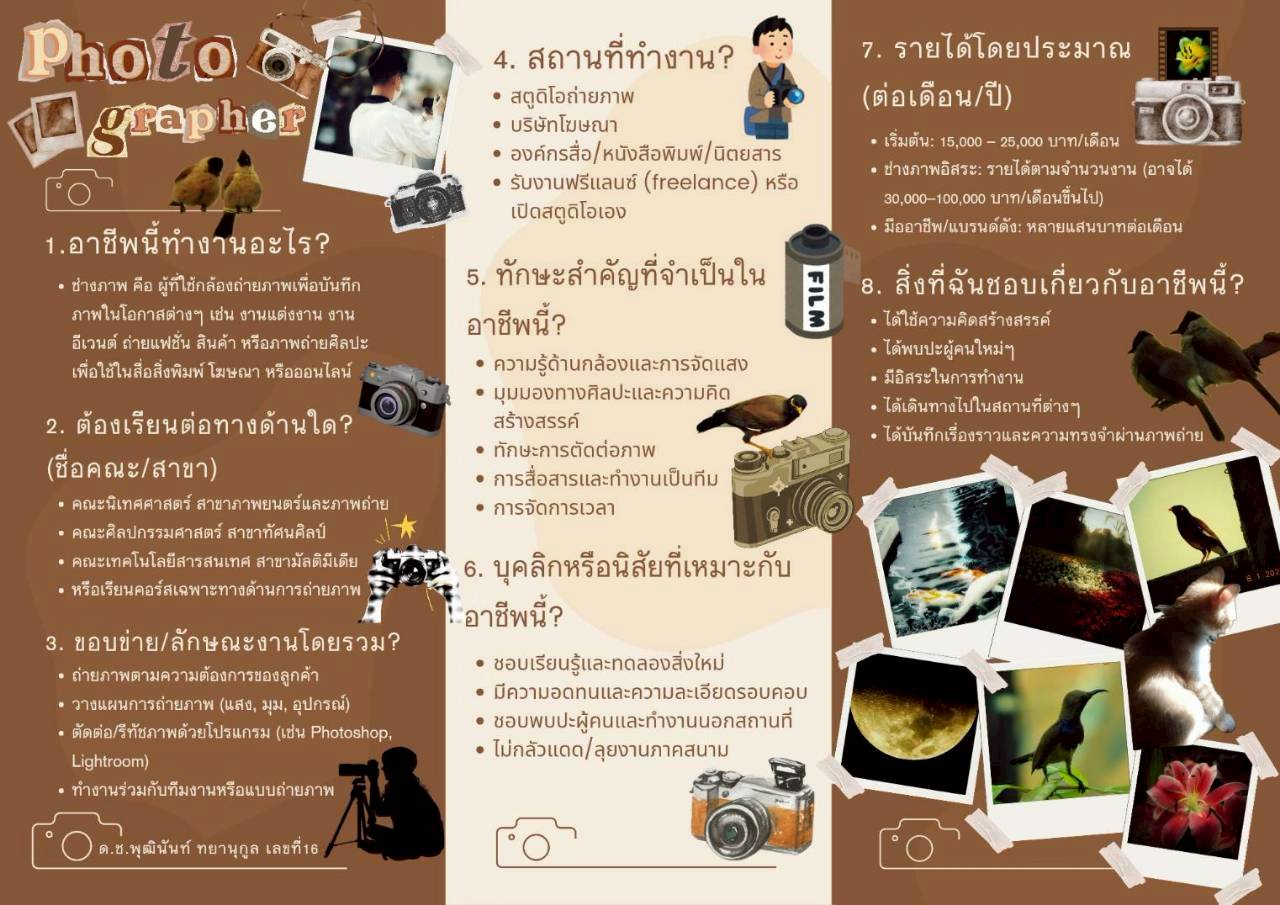 Photo
grapher
1.อาชีพนี้ทำงานอะไร?
• ช่างภาพ คือ ผู้ที่ใช้กล้องถ่ายภาพเพื่อบันทึก
ภาพในโอกาสต่างๆ เช่น งานแต่งงาน งาน
อีเวนต์ ถ่ายแฟชั่น สินค้า หรือภาพถ่ายศิลปะ
เพื่อใช้ในสื่อสิ่งพิมพ์ โฆษณา หรือออนไลน์
2. ต้องเรียนต่อทางด้านใด?
(ชื่อคณะ/สาขา)
• คณะนิเทศศาสตร์ สาขาภาพยนตร์และภาพถ่าย
• คณะศิลปกรรมศาสตร์ สาขาทัศนศิลป์
• คณะเทคโนโลยีสารสนเทศ สาขามัลติมีเดีย
• หรือเรียนคอร์สเฉพาะทางด้านการถ่ายภาพ
3. ขอบข่าย/ลักษณะงานโดยรวม?
• ถ่ายภาพตามความต้องการของลูกค้า
• วางแผนการถ่ายภาพ (แสง, มุม, อุปกรณ์)
• ตัดต่อ/รีทัชภาพด้วยโปรแกรม (เช่น Photoshop,
Lightroom)
• ทำงานร่วมกับทีมงานหรือแบบถ่ายภาพ
ด.ช.พุฒินันท์ ทยานุกูล เลขที่16
4. สถานที่ทำงาน?
• สตูดิโอถ่ายภาพ
• บริษัทโฆษณา
• องค์กรสื่อ/หนังสือพิมพ์/นิตยสาร
• รับงานฟรีแลนซ์ (freelance) หรือ
เปิดสตูดิโอเอง
FILM
5. ทักษะสำคัญที่จำเป็นใน
อาชีพนี้?
• ความรู้ด้านกล้องและการจัดแสง
• มุมมองทางศิลปะและความคิด
สร้างสรรค์
• ทักษะการตัดต่อภาพ
• การสื่อสารและทำงานเป็นทีม
• การจัดการเวลา
6. บุคลิกหรือนิสัยที่เหมาะกับ
อาชีพนี้?
• ชอบเรียนรู้และทดลองสิ่งใหม่
• มีความอดทนและความละเอียดรอบคอบ
• ชอบพบปะผู้คนและทำงานนอกสถานที่
• ไม่กลัวแดด/ลุยงานภาคสนาม
7. รายได้โดยประมาณ
(ต่อเดือน/ปี)
• เริ่มต้น: 15,000 – 25,000 บาท/เดือน
• ช่างภาพอิสระ: รายได้ตามจำนวนงาน (อาจได้
30,000–100,000 บาท/เดือนขึ้นไป)
• มืออาชีพ/แบรนด์ดัง: หลายแสนบาทต่อเดือน
8. สิ่งที่ฉันชอบเกี่ยวกับอาชีพนี้?
• ได้ใช้ความคิดสร้างสรรค์
• ได้พบปะผู้คนใหม่ๆ
• มีอิสระในการทำงาน
• ได้เดินทางไปในสถานที่ต่างๆ
• ได้บันทึกเรื่องราวและความทรงจำผ่านภาพถ่าย